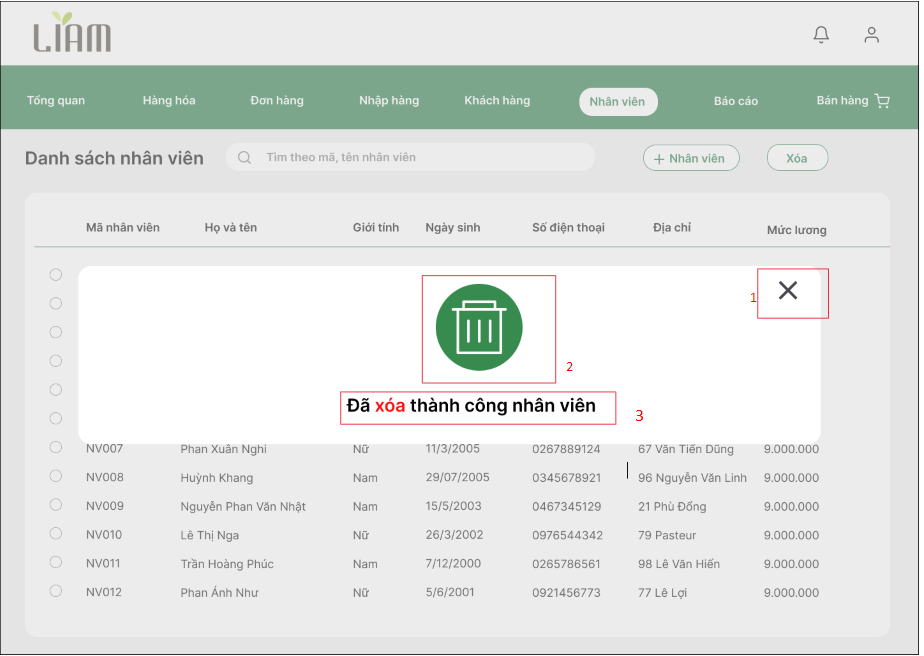 LIAM
Tổng quan Hàng hóa Đơn hàng Nhập hàng Khách hàng Nhân viên Báo cáo Bán hàng
Danh sách nhân viên Tìm theo mã, tên nhân viên + Nhân viên Xóa
Mã nhân viên Họ và tên Giới tính Ngày sinh Số điện thoại Địa chỉ Mức lương
1
2
Đã xóa thành công nhân viên 3
NV007 Phan Xuân Nghi Nữ 11/3/2005 0267889124 67 Văn Tiến Dũng 9.000.000
NV008 Huỳnh Khang Nam 29/07/2005 0345678921 96 Nguyễn Văn Linh 9.000.000
NV009 Nguyễn Phan Văn Nhật Nam 15/5/2003 0467345129 21 Phù Đổng 9.000.000
NV010 Lê Thị Nga Nữ 26/3/2002 0976544342 79 Pasteur 9.000.000
NV011 Trần Hoàng Phúc Nam 7/12/2000 0265786561 98 Lê Văn Hiến 9.000.000
NV012 Phan Ánh Như Nữ 5/6/2001 0921456773 77 Lê Lợi 9.000.000